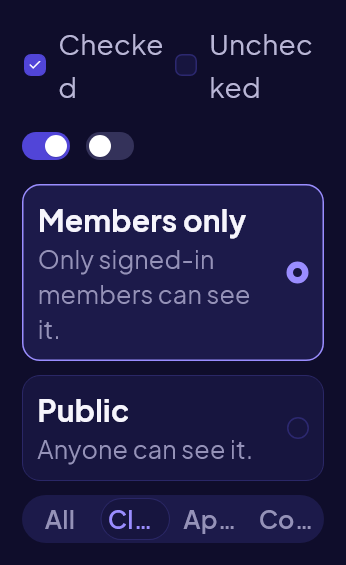 Checke
d
Unchec
ked
Members only
Only signed-in
members can see
it.
Public
Anyone can see it.
All
Cl...
Ap...
Co...